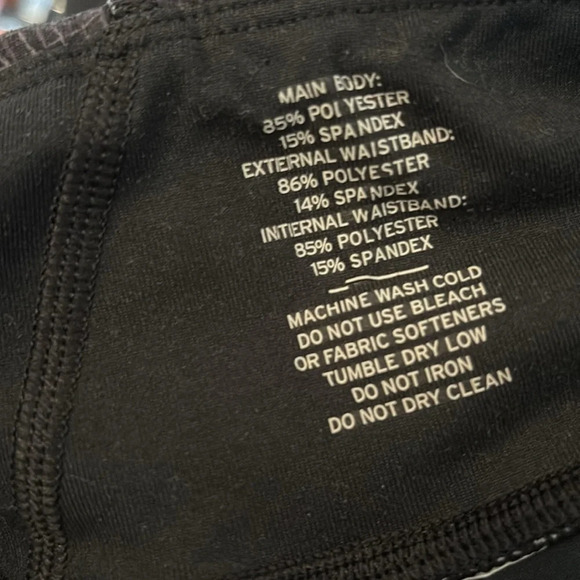 MAIN BODY:
85% POLYESTER
15% SPANDEX
EXTERNAL WAISTBAND:
86% POLYESTER
14% SPANDEX
INTERNAL WAISTBAND:
85% POLYESTER
15% SPANDEX
MACHINE WASH COLD
DO NOT USE BLEACH
OR FABRIC SOFTENERS
TUMBLE DRY LOW
DO NOT IRON
DO NOT DRY CLEAN